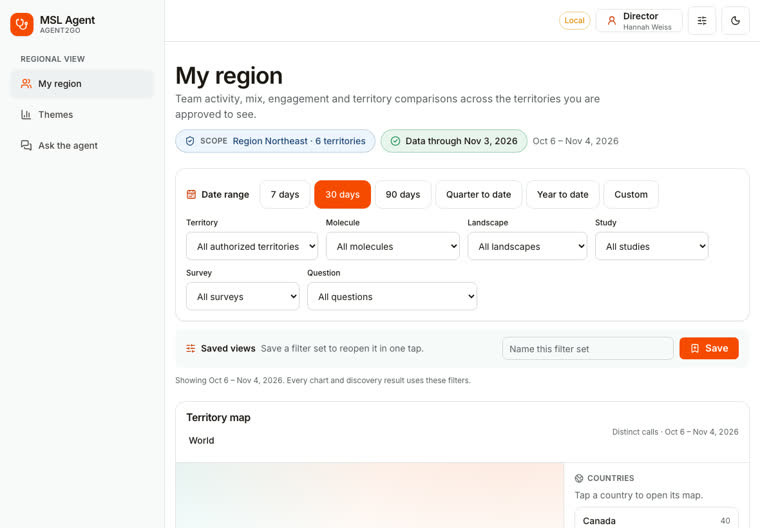 MSL Agent
AGENT2GO
REGIONAL VIEW
My region
Themes
Ask the agent
Local
Director
Hannah Weiss
My region
Team activity, mix, engagement and territory comparisons across the territories you are
approved to see.
SCOPE Region Northeast · 6 territories
Data through Nov 3, 2026
Oct 6 – Nov 4, 2026
Date range
7 days
30 days
90 days
Quarter to date
Year to date
Custom
Territory
Molecule
Landscape
Study
All authorized territories
All molecules
All landscapes
All studies
Survey
Question
All surveys
All questions
Saved views Save a filter set to reopen it in one tap.
Name this filter set
Save
Showing Oct 6 – Nov 4, 2026. Every chart and discovery result uses these filters.
Territory map
World
Distinct calls · Oct 6 – Nov 4, 2026
COUNTRIES
Tap a country to open its map.
Canada 40